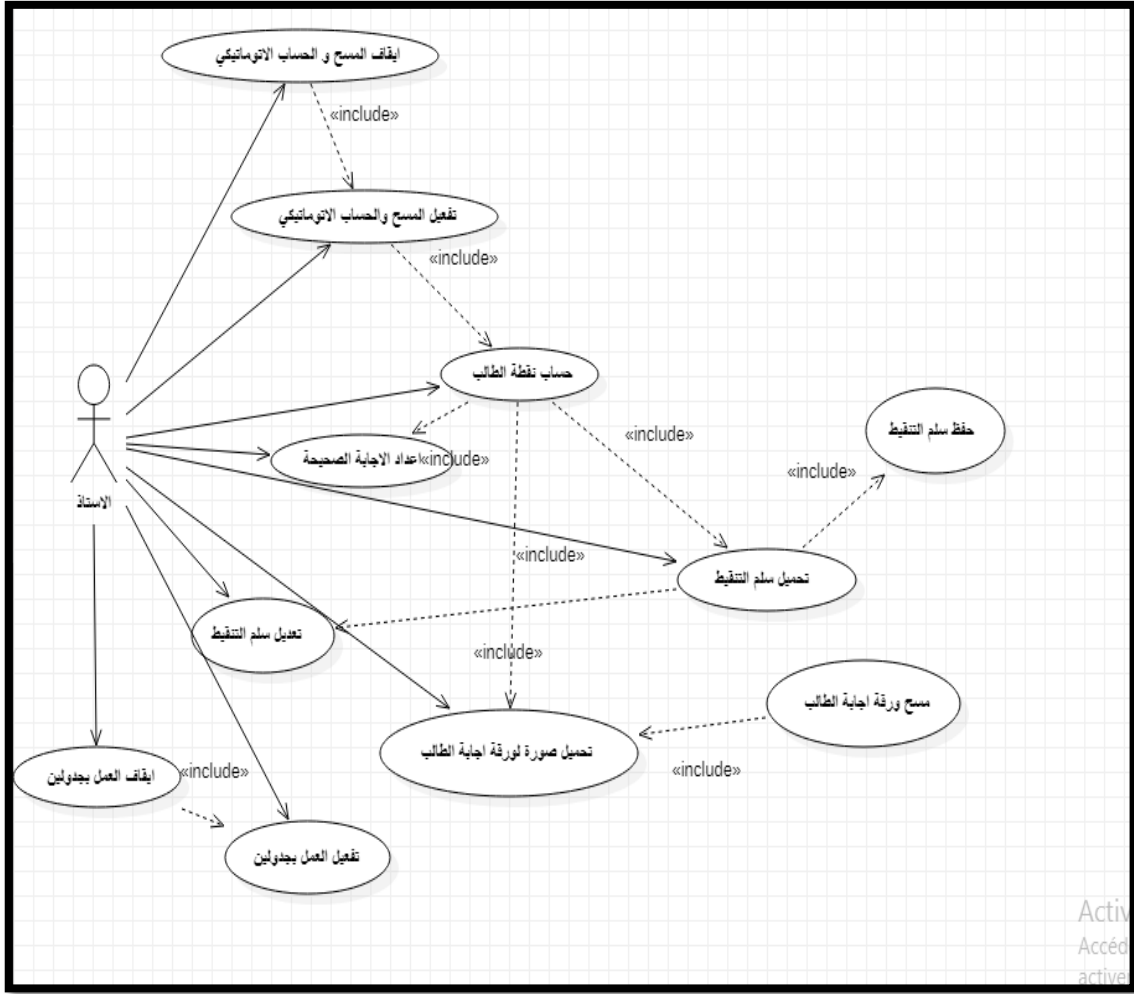 ايقاف المسح و الحساب الاتوماتيكي
«include»
تفعيل المسح والحساب الاتوماتيكي
«include»
حساب نقطة الطالب
حفظ سلم التنقيط
«include»
اعداد الاجابة الصحيحة
«include»
«include»
الاستاذ
«include»
تحميل سلم التنقيط
تعديل سلم التنقيط
«include»
مسح ورقة اجابة الطالب
تحميل صورة لورقة اجابة الطالب
ايقاف العمل بجدولين
«include»
«include»
تفعيل العمل بجدولين
Activ
Accéd
activer